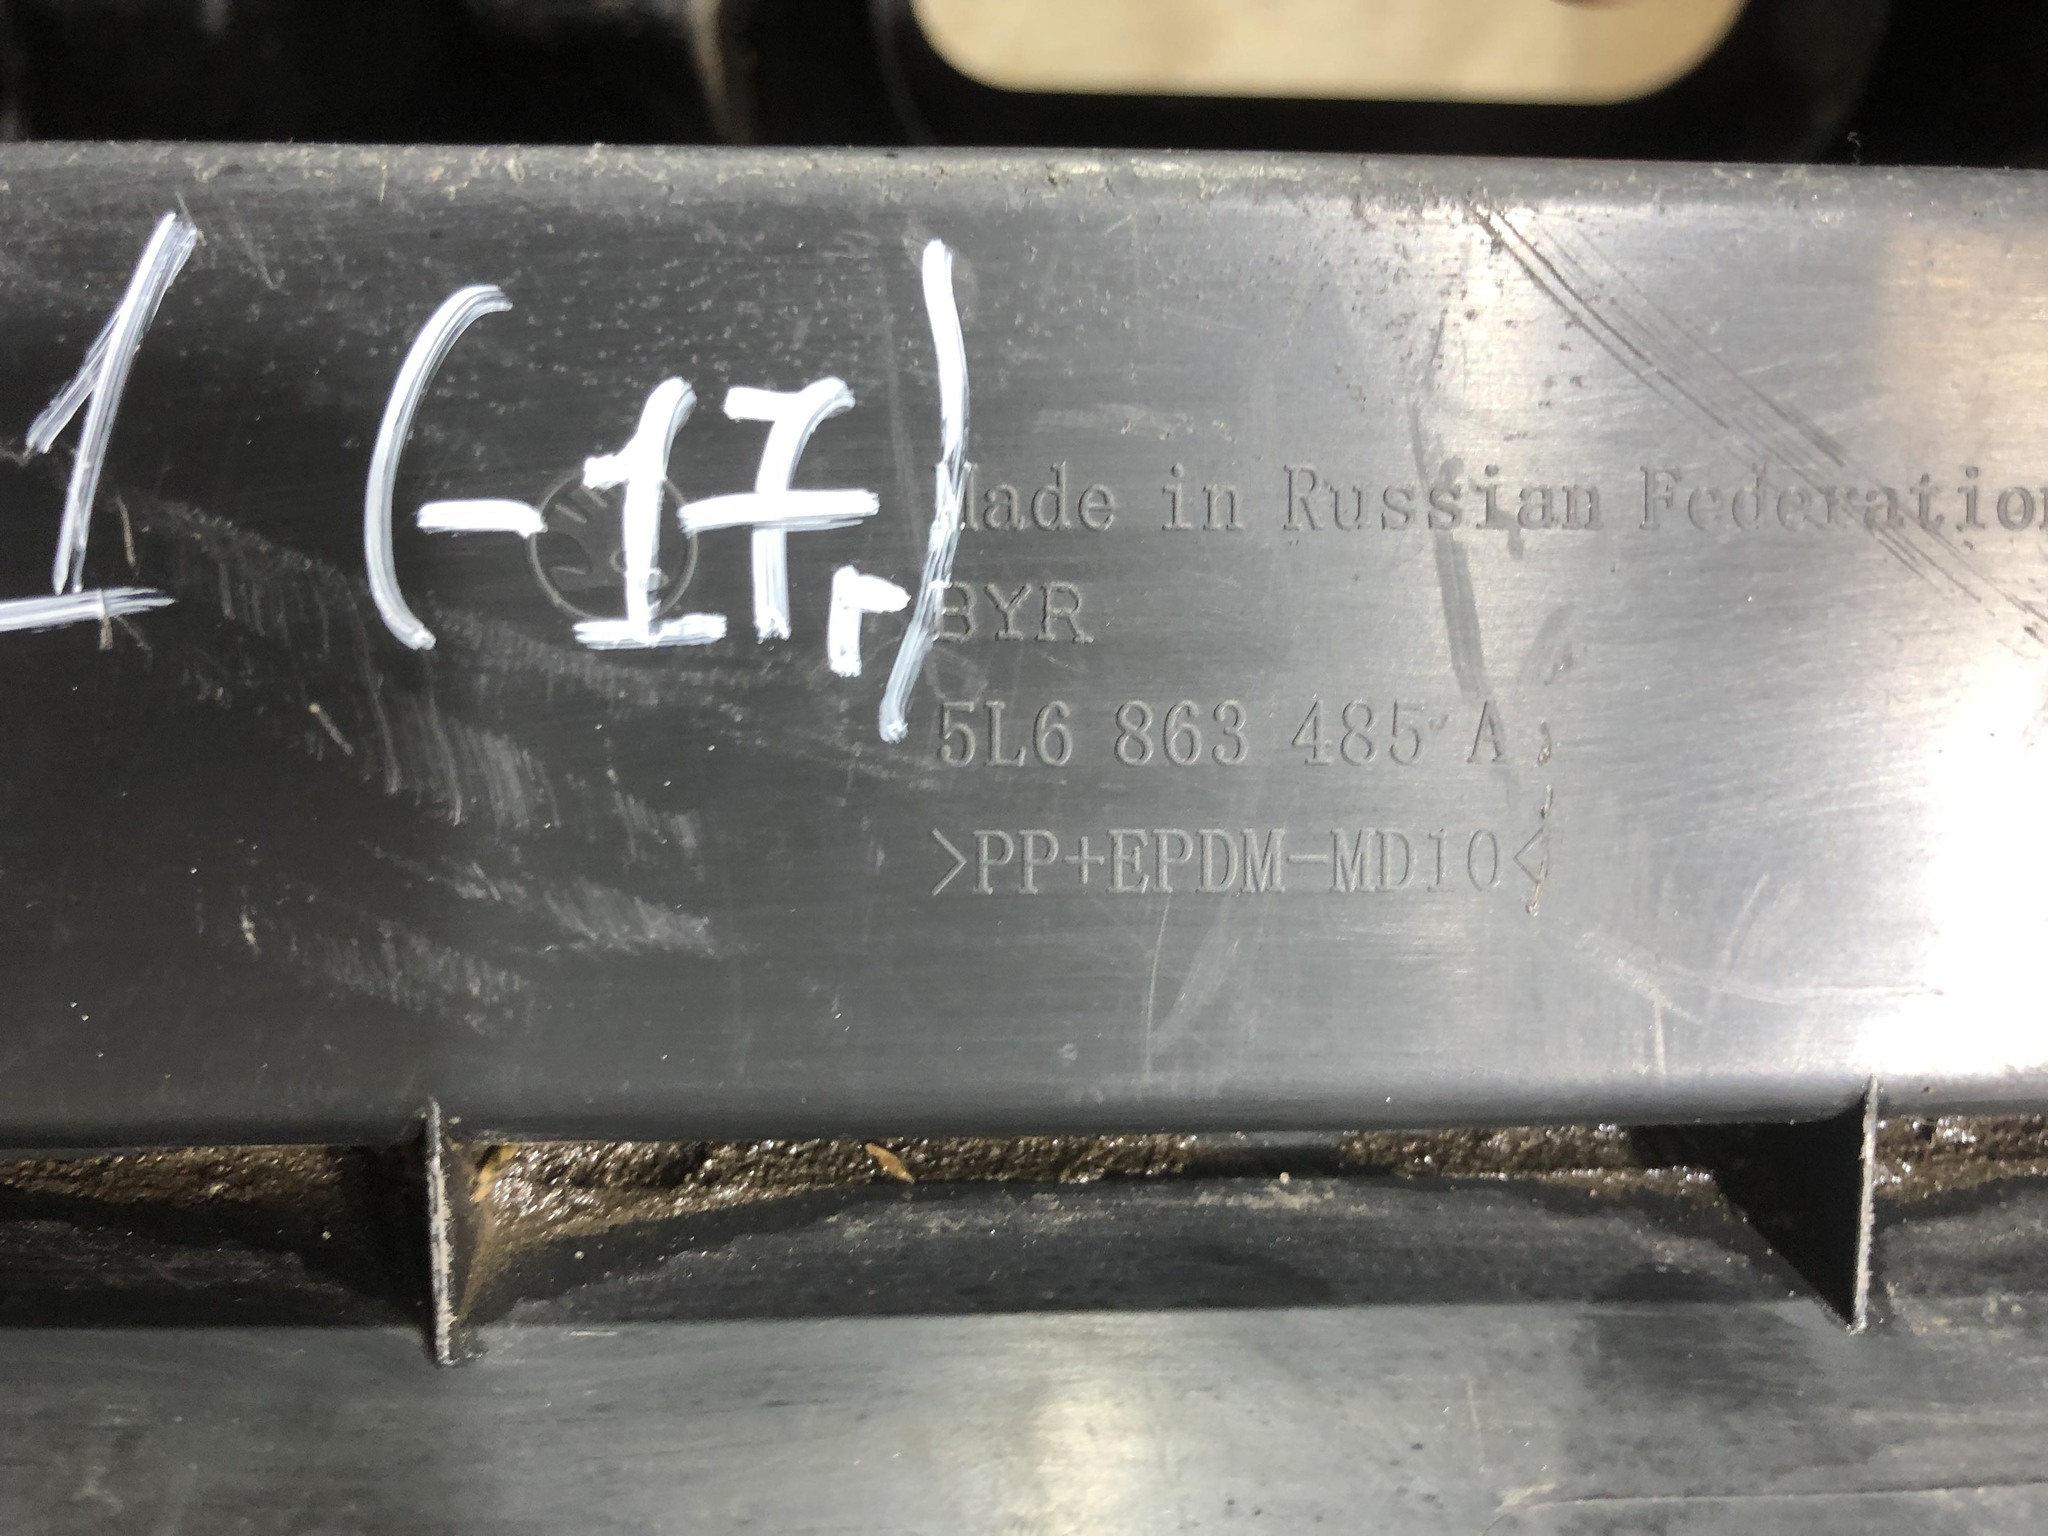 1 (-17г)
Made in Russian Federation
BYR
5L6 863 485 A
>PP+EPDM-MD10<